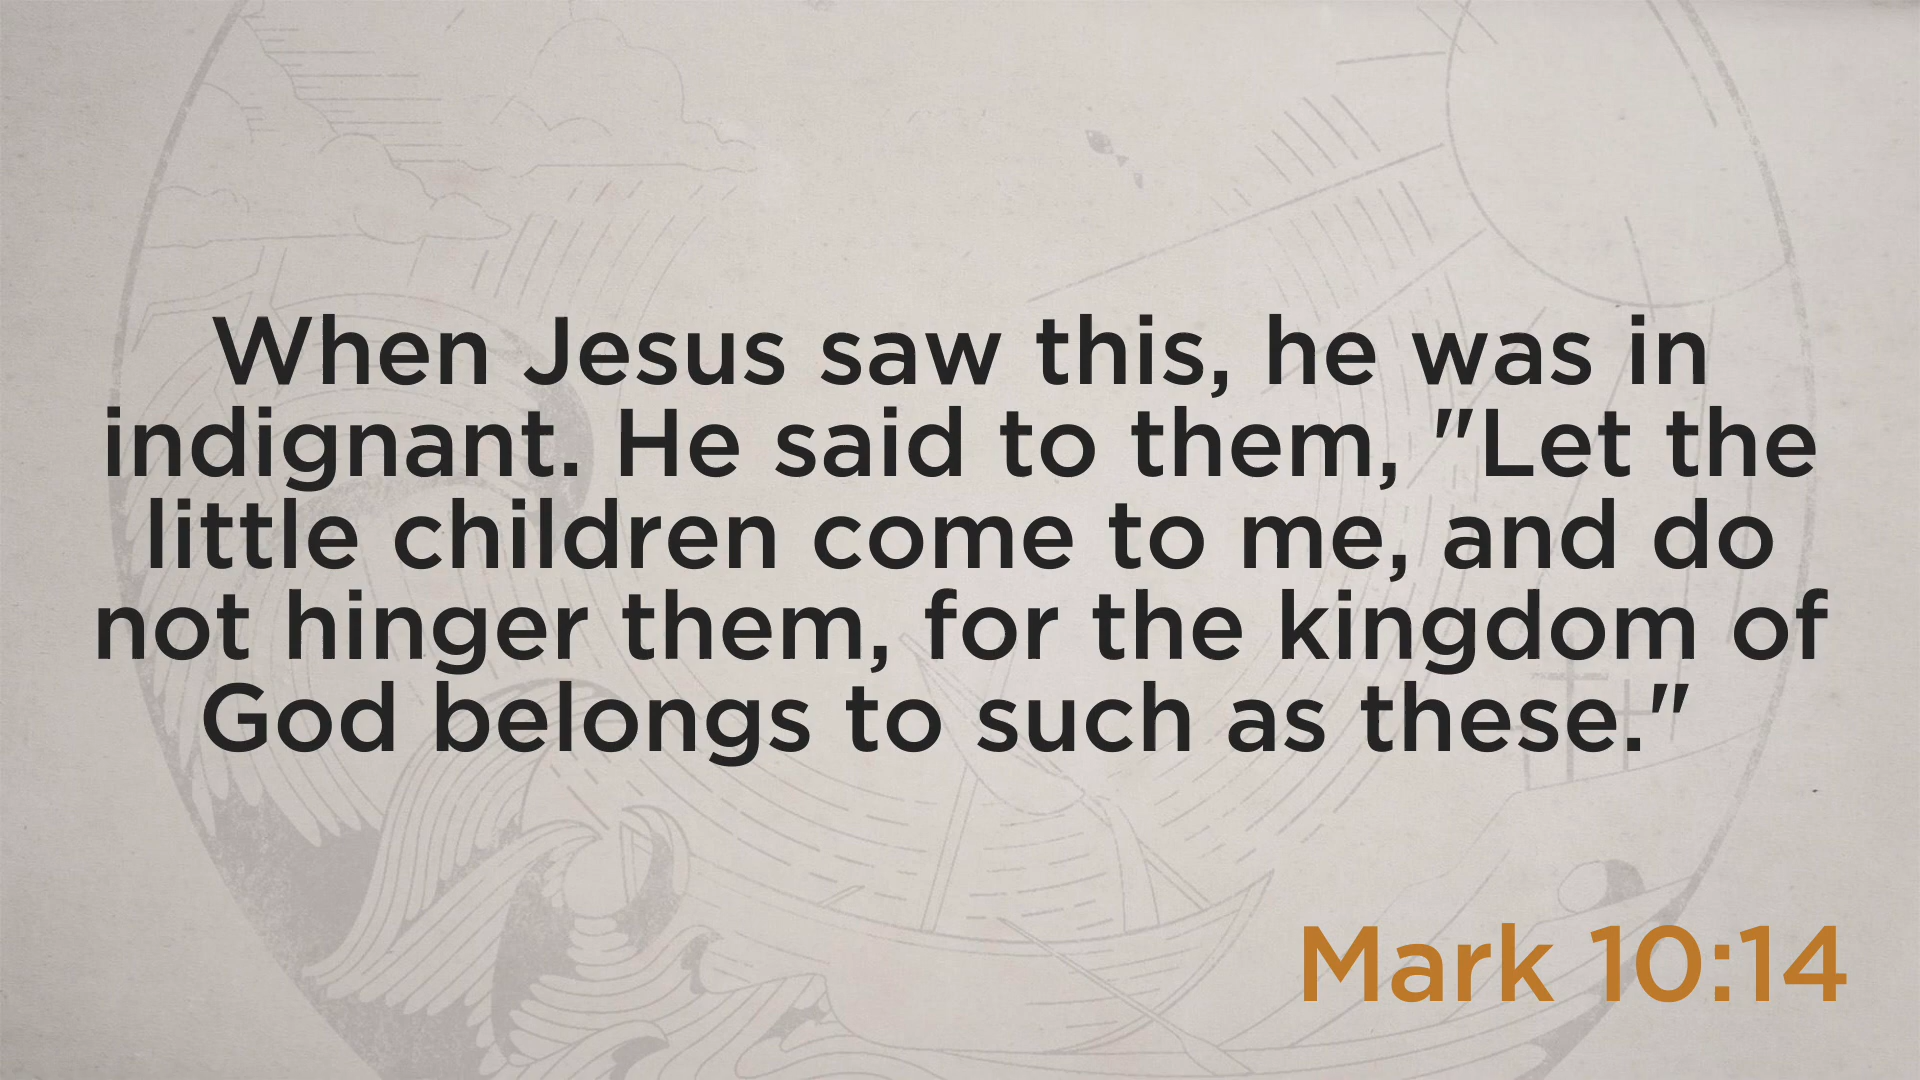 When Jesus saw this, he was in
indignant. He said to them, "Let the
little children come to me, and do
not hinger them, for the kingdom of
God belongs to such as these."
Mark 10:14